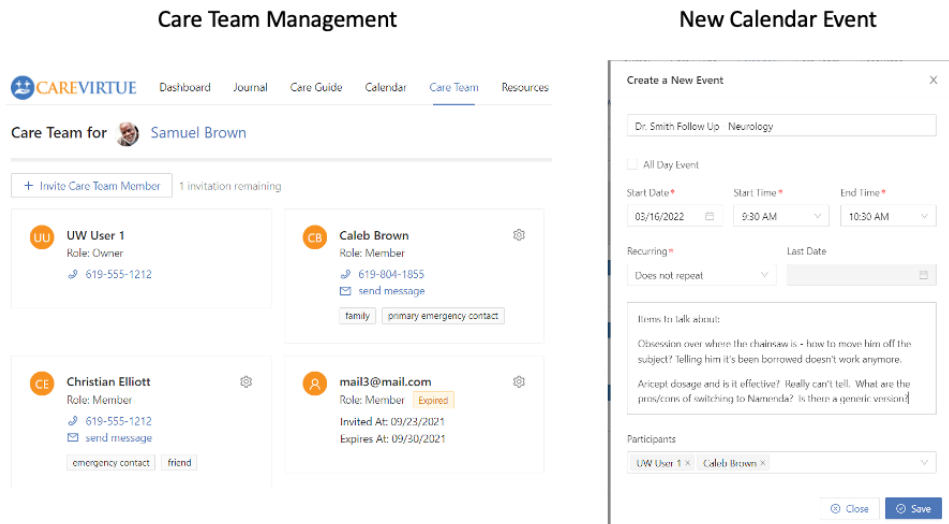 Care Team Management
New Calendar Event
CAREVIRTUE
Dashboard Journal Care Guide Calendar Care Team Resources
Care Team for Samuel Brown
+ Invite Care Team Member 1 invitation remaining
UU UW User 1
Role: Owner
619-555-1212
CB Caleb Brown
Role: Member
619-804-1855
send message
family primary emergency contact
CE Christian Elliott
Role: Member
619-555-1212
send message
emergency contact friend
mail3@mail.com
Role: Member Expired
Invited At: 09/23/2021
Expires At: 09/30/2021
Create a New Event
Dr. Smith Follow Up Neurology
All Day Event
Start Date* Start Time* End Time*
03/16/2022 9:30 AM 10:30 AM
Recurring* Last Date
Does not repeat
Items to talk about:
Obsession over where the chainsaw is - how to move him off the
subject? Telling him it's been borrowed doesn't work anymore.
Aricept dosage and is it effective? Really can't tell. What are the
pros/cons of switching to Namenda? Is there a generic version?
Participants
UW User 1 × Caleb Brown ×
Close Save